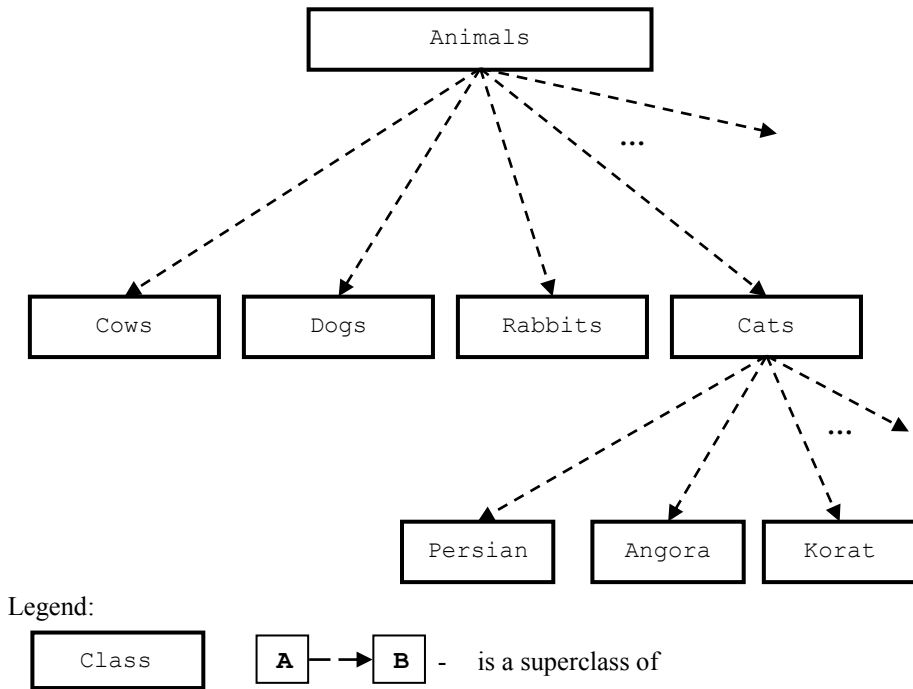 Animals
...
Cows Dogs Rabbits Cats
...
Persian Angora Korat
Legend:
Class A B - is a superclass of